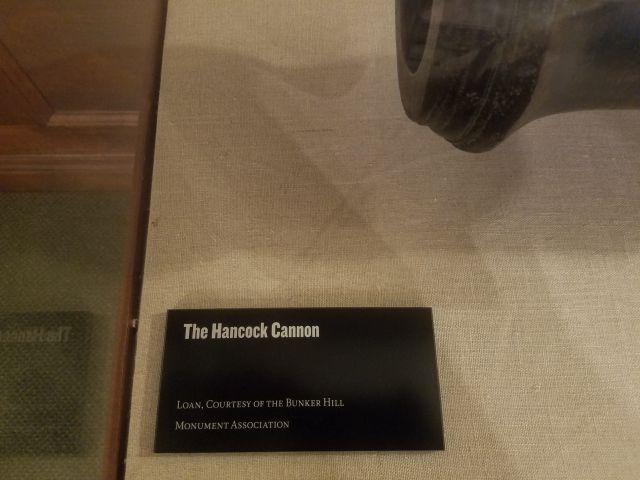 The Hancock Cannon
Loan, Courtesy of the Bunker Hill
Monument Association